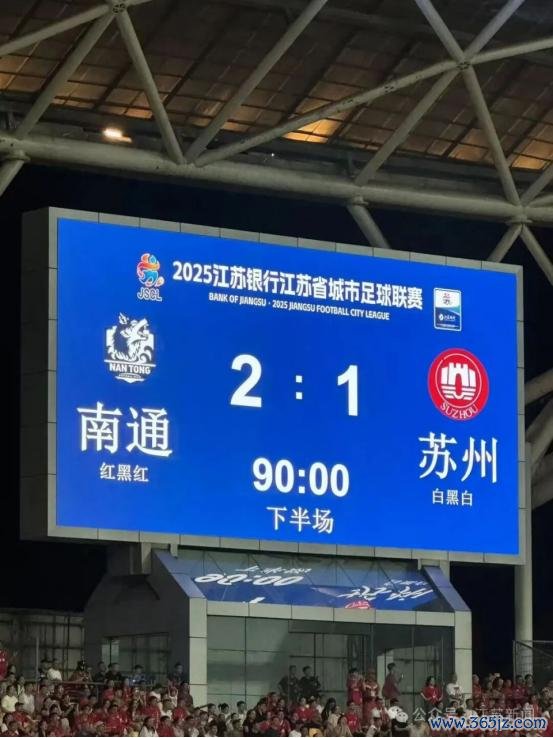 2025江苏银行江苏省城市足球联赛
BANK OF JIANGSU · 2025 JIANGSU FOOTBALL CITY LEAGUE
JSCL
NAN TONG
2 : 1
SUZHOU
南通
苏州
红黑红
白黑白
90:00
下半场
90:00
www.365jz.com